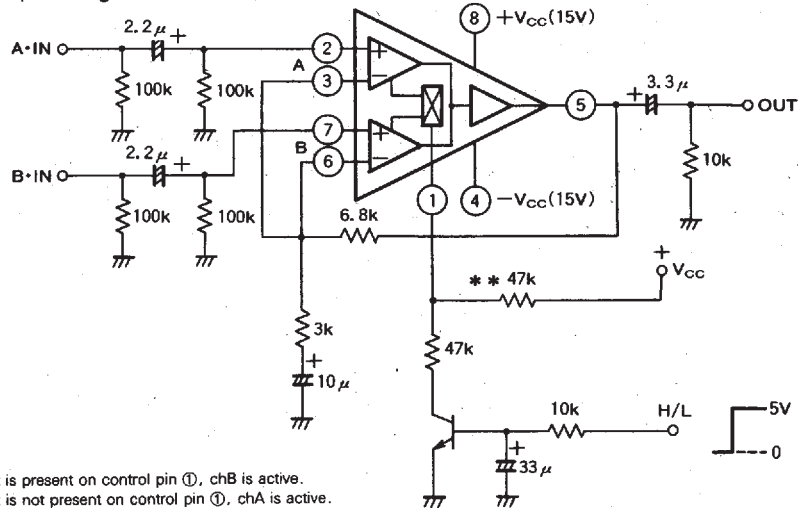 2.2μ +
A・IN
100k
100k
2
3
A
+
−
8
+VCC(15V)
5
+ 3.3μ
OUT
10k
2.2μ +
B・IN
100k
100k
7
6
B
+
−
1
4
−VCC(15V)
6.8k
** 47k
+
VCC
3k
+
10μ
47k
10k
H/L
5V
0
+
33μ
is present on control pin ①, chB is active.
is not present on control pin ①, chA is active.